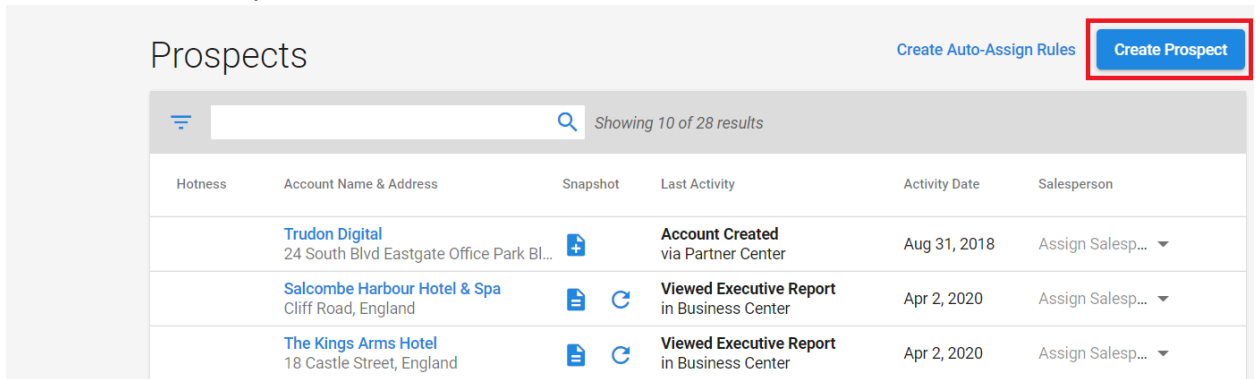 Prospects
Create Auto-Assign Rules
Create Prospect
Showing 10 of 28 results
Hotness Account Name & Address Snapshot Last Activity Activity Date Salesperson
Trudon Digital Account Created
24 South Blvd Eastgate Office Park Bl... via Partner Center Aug 31, 2018 Assign Salesp...
Salcombe Harbour Hotel & Spa Viewed Executive Report
Cliff Road, England in Business Center Apr 2, 2020 Assign Salesp...
The Kings Arms Hotel Viewed Executive Report
18 Castle Street, England in Business Center Apr 2, 2020 Assign Salesp...